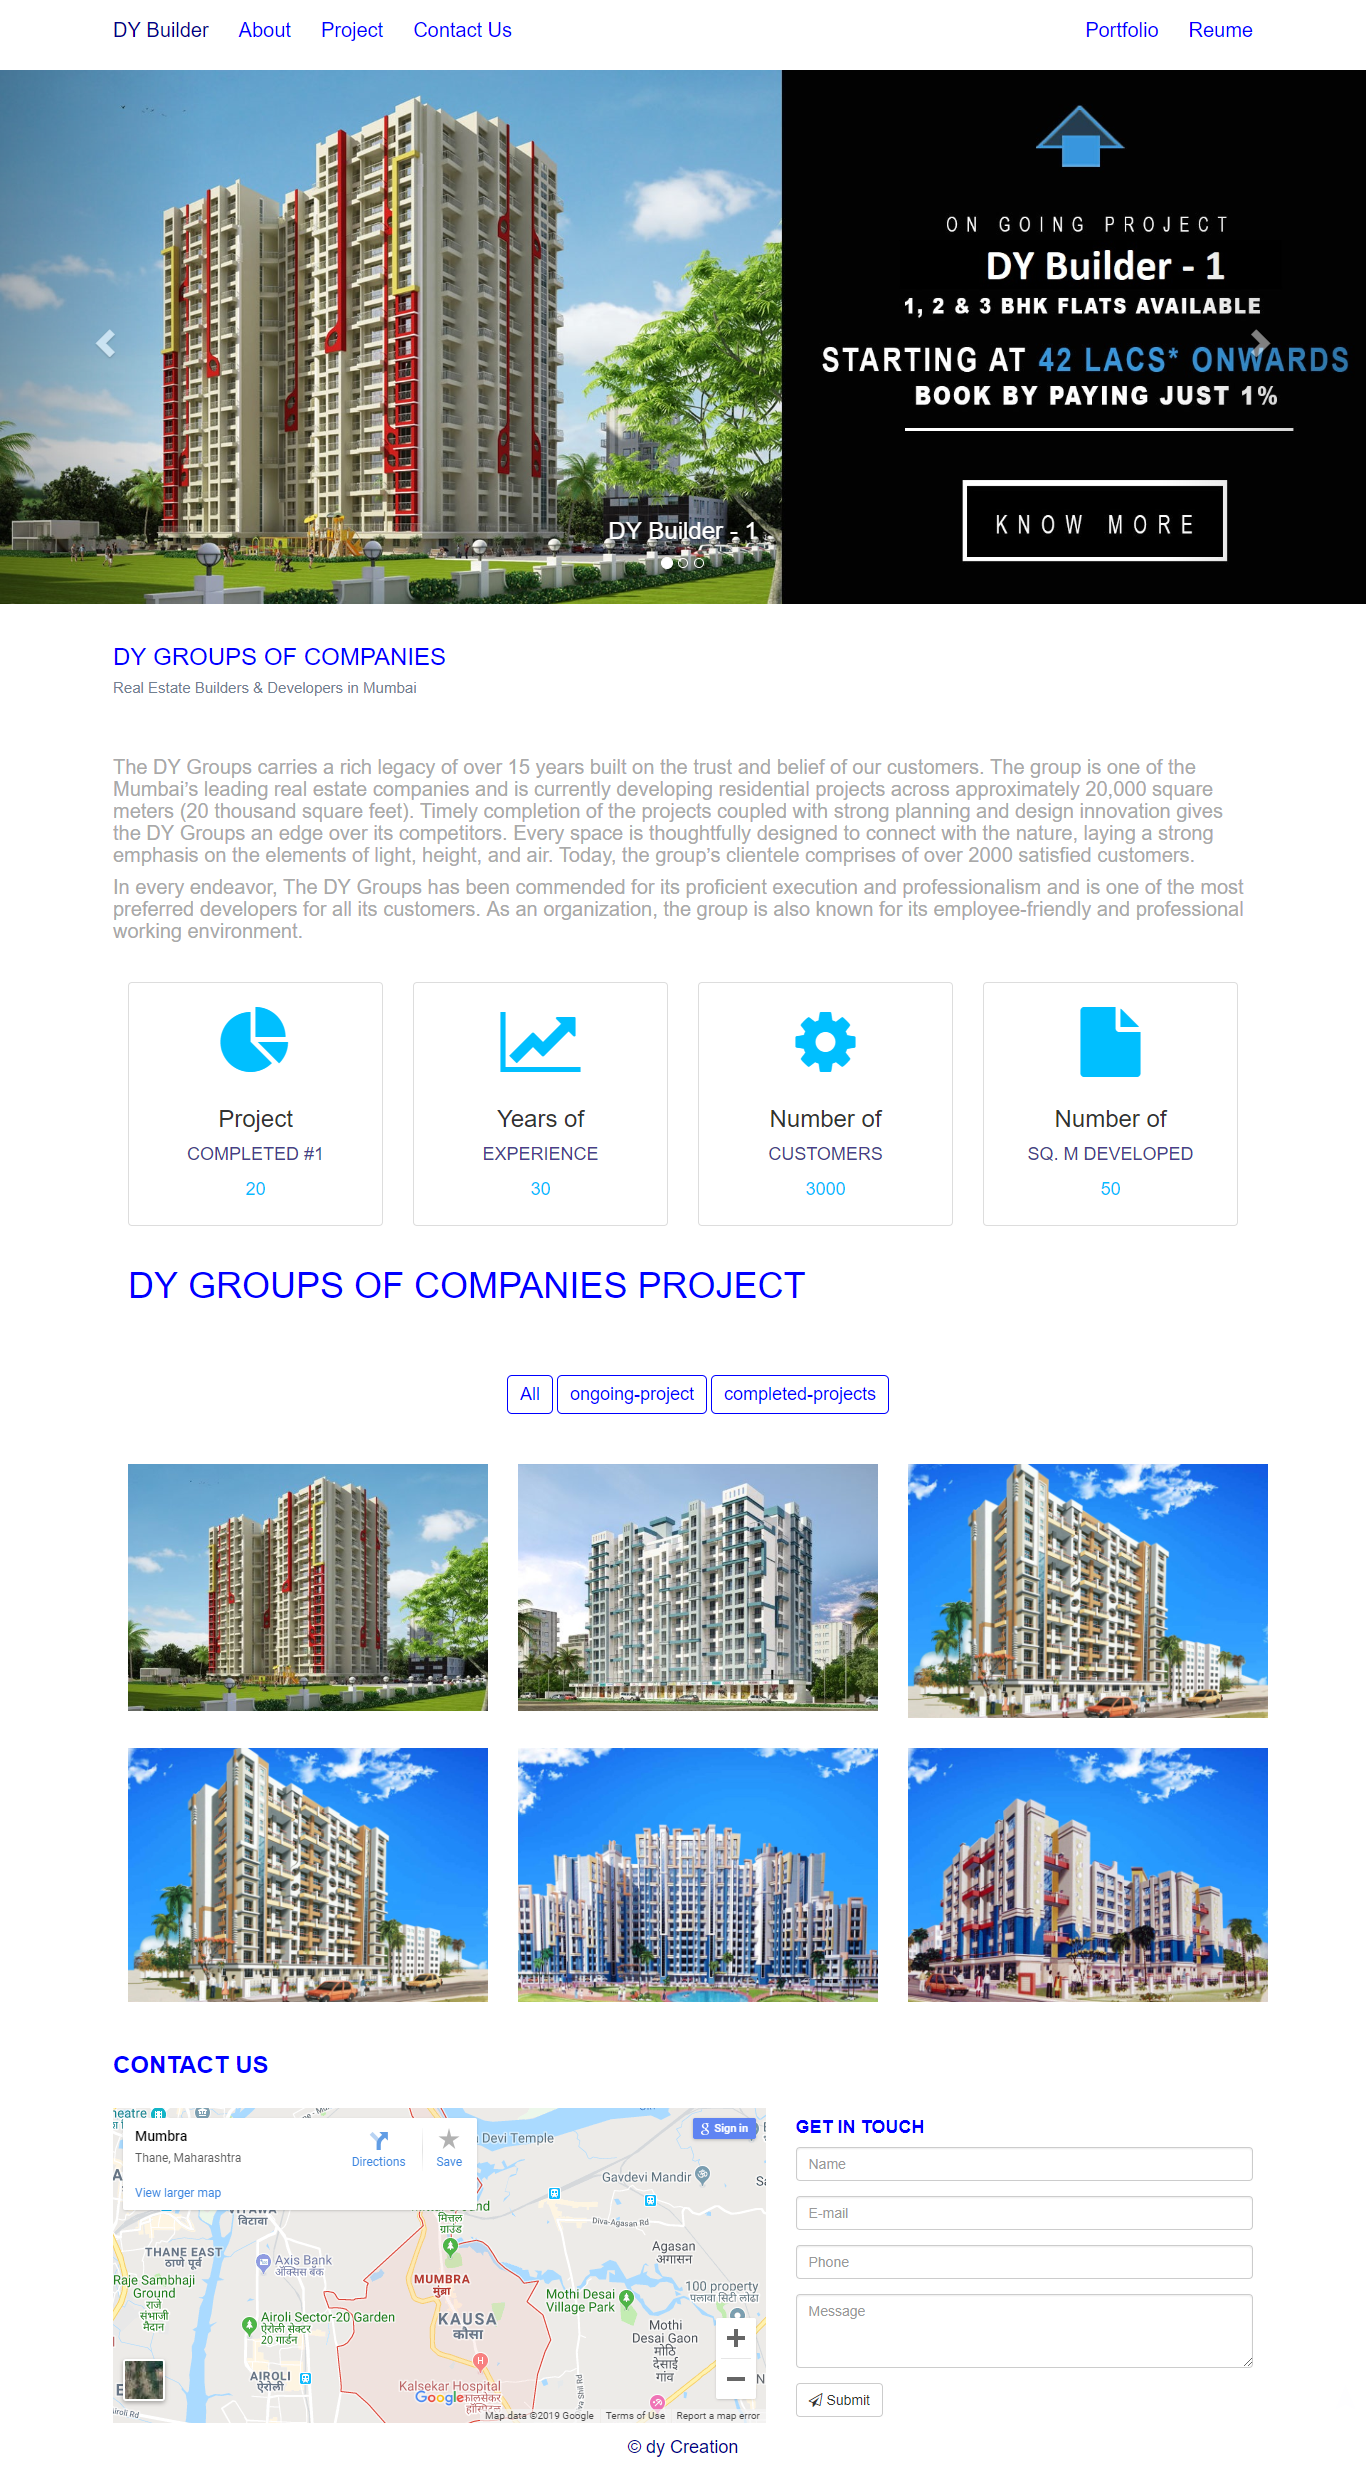 DY Builder About Project Contact Us Portfolio Reume
ON GOING PROJECT
DY Builder - 1
1, 2 & 3 BHK FLATS AVAILABLE
STARTING AT 42 LACS* ONWARDS
BOOK BY PAYING JUST 1%
KNOW MORE
DY Builder - 1
DY GROUPS OF COMPANIES
Real Estate Builders & Developers in Mumbai
The DY Groups carries a rich legacy of over 15 years built on the trust and belief of our customers. The group is one of the
Mumbai’s leading real estate companies and is currently developing residential projects across approximately 20,000 square
meters (20 thousand square feet). Timely completion of the projects coupled with strong planning and design innovation gives
the DY Groups an edge over its competitors. Every space is thoughtfully designed to connect with the nature, laying a strong
emphasis on the elements of light, height, and air. Today, the group’s clientele comprises of over 2000 satisfied customers.
In every endeavor, The DY Groups has been commended for its proficient execution and professionalism and is one of the most
preferred developers for all its customers. As an organization, the group is also known for its employee-friendly and professional
working environment.
Project
COMPLETED #1
20
Years of
EXPERIENCE
30
Number of
CUSTOMERS
3000
Number of
SQ. M DEVELOPED
50
DY GROUPS OF COMPANIES PROJECT
All ongoing-project completed-projects
CONTACT US
Mumbra
Thane, Maharashtra
View larger map
Directions
Save
Sign in
Devi Temple
Gavdevi Mandir
मित्तल
ग्राउंड
Diva-Agasan Rd
विटावा
THANE EAST
ठाणे पूर्व
Axis Bank
ॲक्सिस बँक
Agasan
अगासन
Raje Sambhaji
Ground
राजे
संभाजी
मैदान
MUMBRA
मुंब्रा
Mothi Desai
Village Park
100 property
पलावा सिटी लोढा
Airoli Sector-20 Garden
ऐरोली सेक्टर
20 गार्डन
KAUSA
कौसा
Mothi
Desai Gaon
मोठि
देसाई
गांव
AIROLI
ऐरोली
Kalsekar Hospital
कालसेकर
Google
Map data ©2019 Google Terms of Use Report a map error
GET IN TOUCH
Name
E-mail
Phone
Message
Submit
© dy Creation